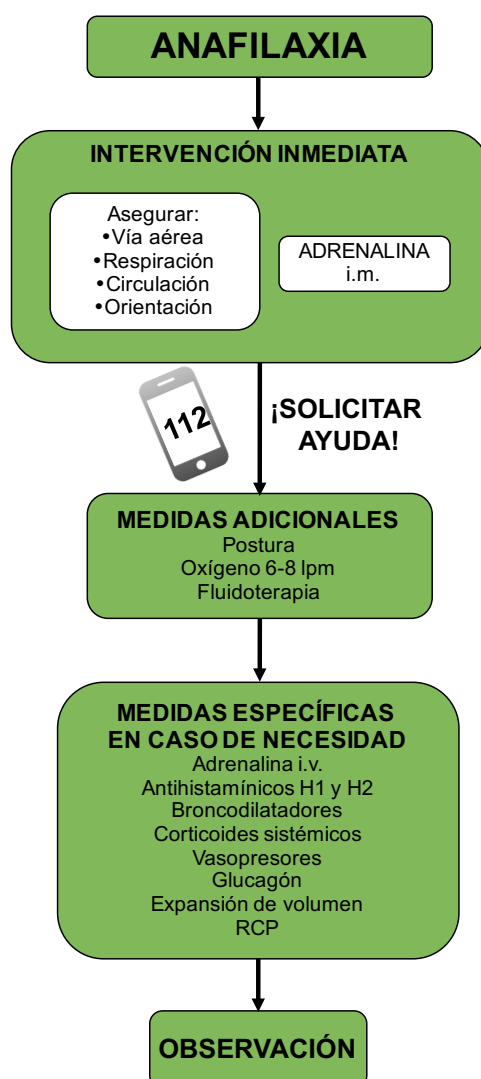 ANAFILAXIA
INTERVENCIÓN INMEDIATA
Asegurar:
•Vía aérea
•Respiración
•Circulación
•Orientación
ADRENALINA
i.m.
112
¡SOLICITAR
AYUDA!
MEDIDAS ADICIONALES
Postura
Oxígeno 6-8 lpm
Fluidoterapia
MEDIDAS ESPECÍFICAS
EN CASO DE NECESIDAD
Adrenalina i.v.
Antihistamínicos H1 y H2
Broncodilatadores
Corticoides sistémicos
Vasopresores
Glucagón
Expansión de volumen
RCP
OBSERVACIÓN